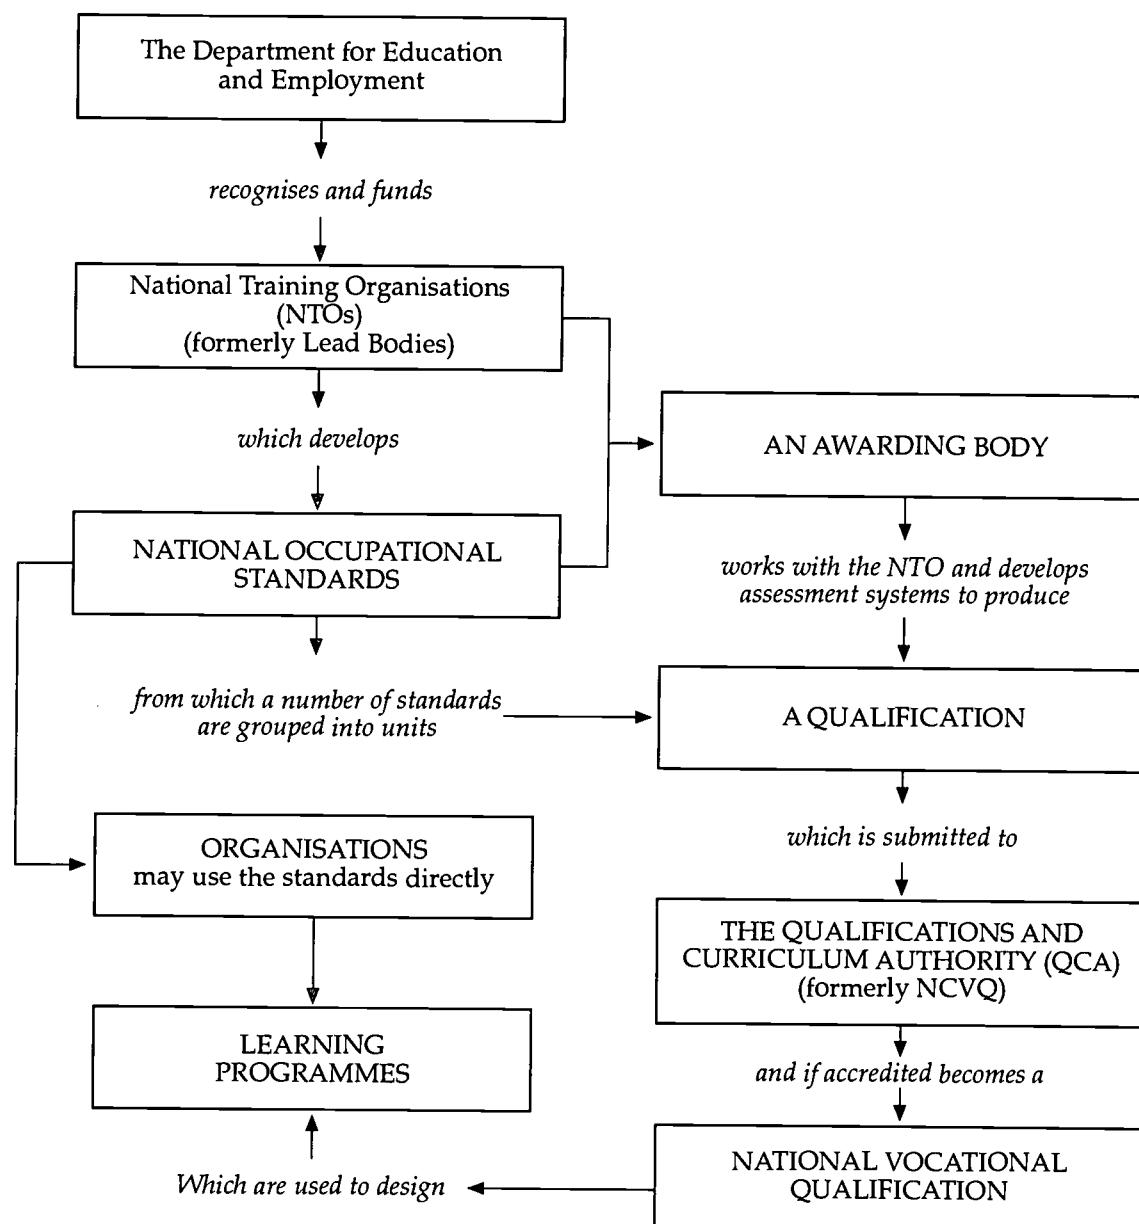 The Department for Education
and Employment
recognises and funds
National Training Organisations
(NTOs)
(formerly Lead Bodies)
which develops
NATIONAL OCCUPATIONAL
STANDARDS
from which a number of standards
are grouped into units
ORGANISATIONS
may use the standards directly
LEARNING
PROGRAMMES
Which are used to design
AN AWARDING BODY
works with the NTO and develops
assessment systems to produce
A QUALIFICATION
which is submitted to
THE QUALIFICATIONS AND
CURRICULUM AUTHORITY (QCA)
(formerly NCVQ)
and if accredited becomes a
NATIONAL VOCATIONAL
QUALIFICATION